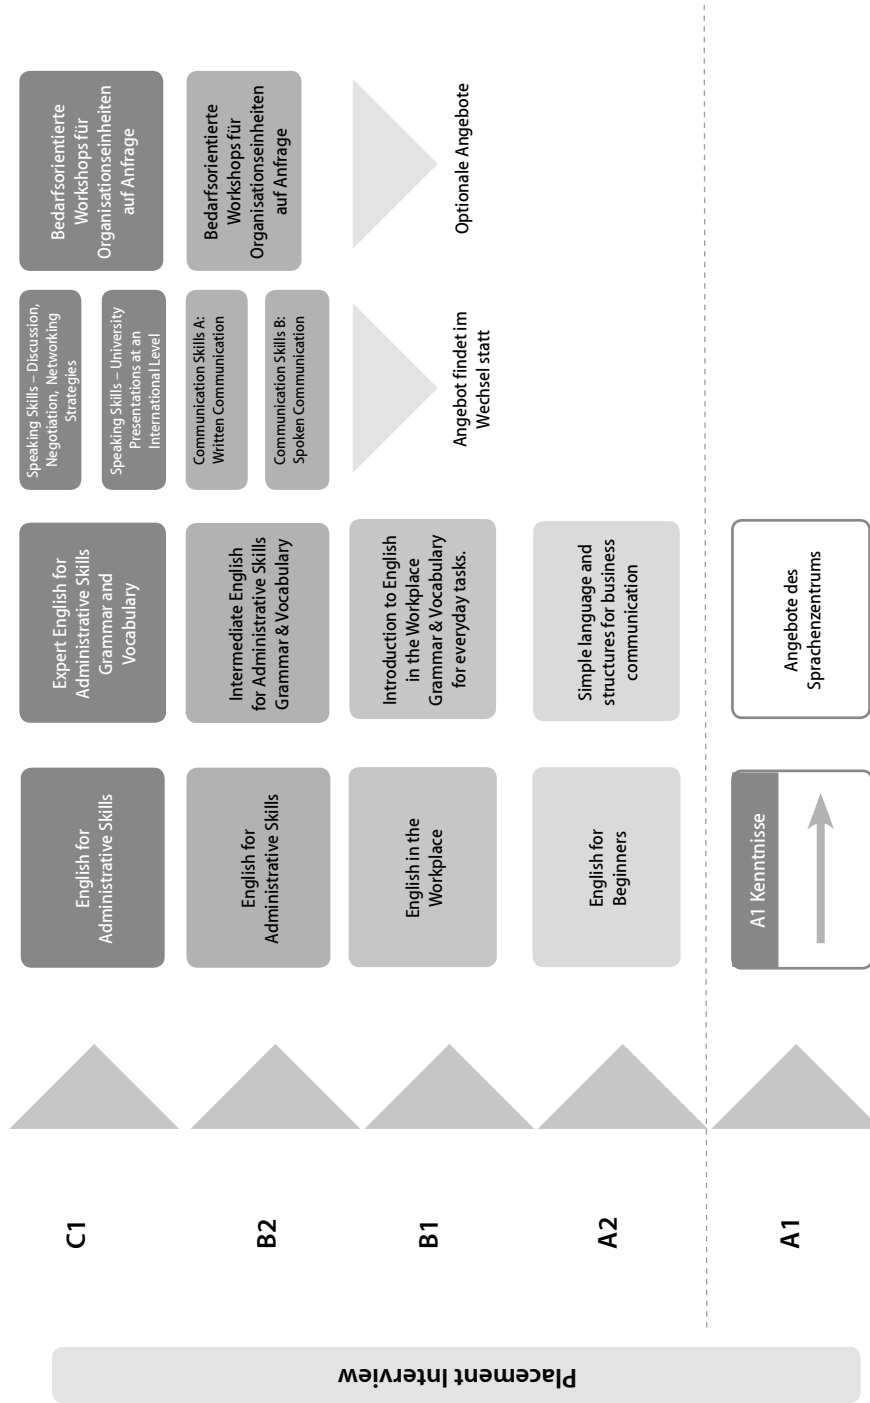 Placement Interview
C1
English for
Administrative Skills
Expert English for
Administrative Skills
Grammar and
Vocabulary
Speaking Skills – Discussion,
Negotiation, Networking
Strategies
Speaking Skills – University
Presentations at an
International Level
Bedarfsorientierte
Workshops für
Organisationseinheiten
auf Anfrage
B2
English for
Administrative Skills
Intermediate English
for Administrative Skills
Grammar & Vocabulary
Communication Skills A:
Written Communication
Communication Skills B:
Spoken Communication
Bedarfsorientierte
Workshops für
Organisationseinheiten
auf Anfrage
B1
English in the
Workplace
Introduction to English
in the Workplace
Grammar & Vocabulary
for everyday tasks.
Angebot findet im
Wechsel statt
Optionale Angebote
A2
English for
Beginners
Simple language and
structures for business
communication
A1
A1 Kenntnisse
Angebote des
Sprachenzentrums